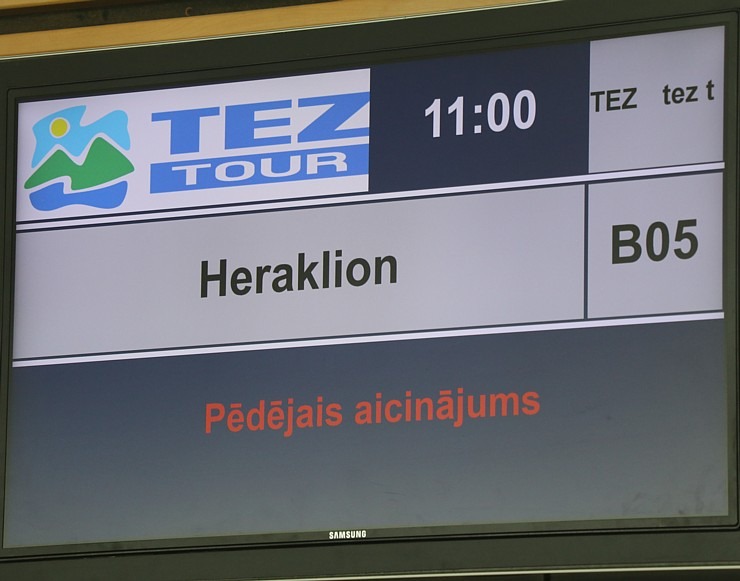 TEZ
TOUR
11:00
TEZ tez t
Heraklion
B05
Pēdējais aicinājums
SAMSUNG